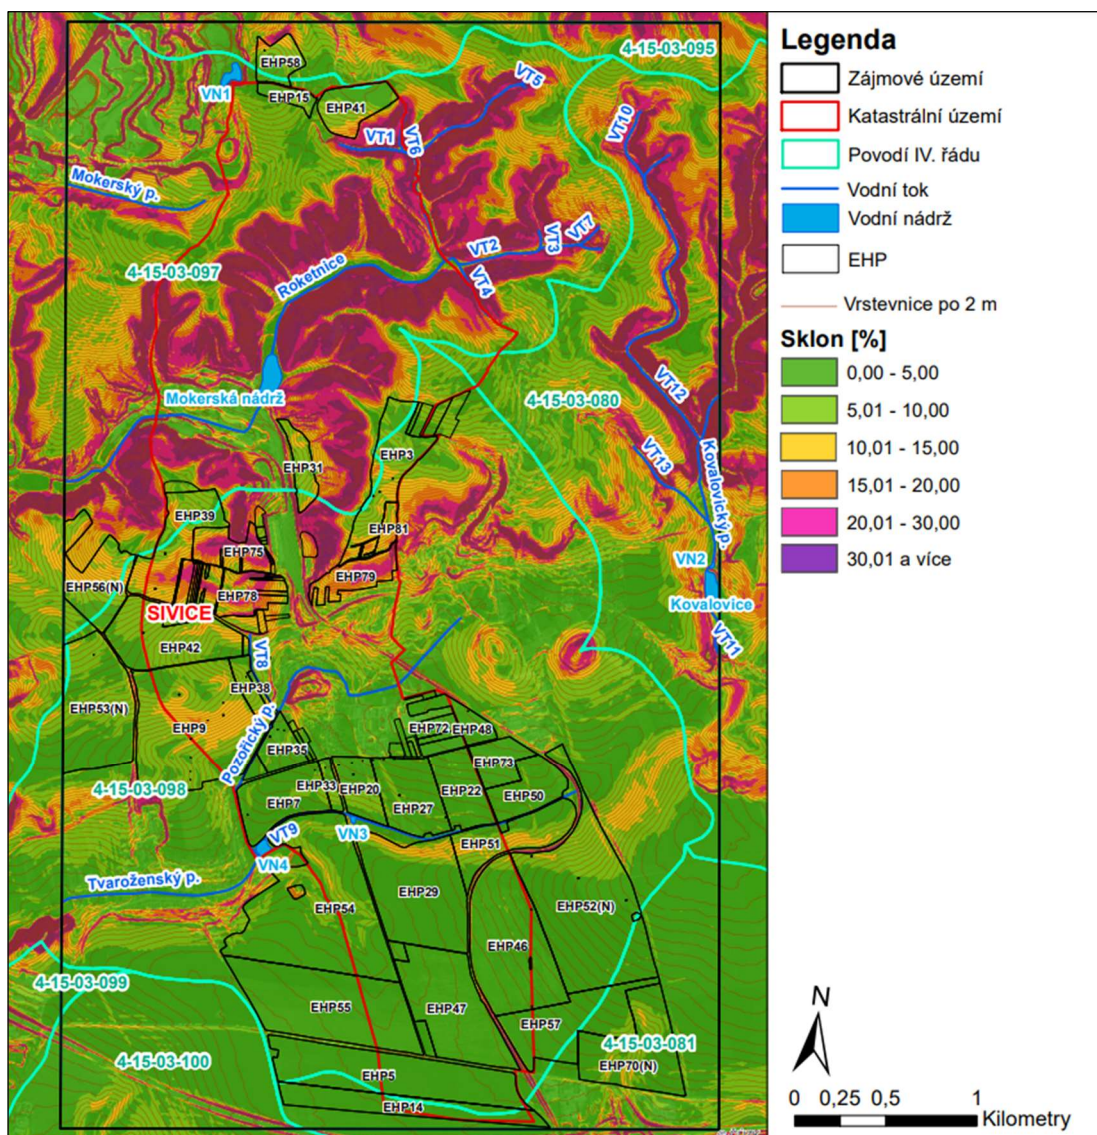 4-15-03-095
EHP58
VN1
EHP15
EHP41
VT5
VT10
VT1
VT6
Mokerský p.
4-15-03-097
Roketnice
VT2
VT3
VT7
VT4
Mokerská nádrž
4-15-03-080
VT12
EHP3
VT13
Kovalovický p.
EHP31
EHP39
EHP81
EHP75
EHP79
EHP56(N)
EHP78
VN2
Kovalovice
SIVICE
EHP42
VT8
VT11
EHP38
EHP53(N)
EHP9
Pozořický p.
EHP35
EHP72
EHP48
EHP73
4-15-03-098
EHP33
EHP20
EHP7
EHP27
EHP22
EHP50
VT9
VN3
EHP51
VN4
Tvaroženský p.
EHP29
EHP54
EHP52(N)
EHP46
4-15-03-099
EHP55
EHP47
EHP57
4-15-03-081
4-15-03-100
EHP70(N)
EHP5
EHP14
Legenda
Zájmové území
Katastrální území
Povodí IV. řádu
Vodní tok
Vodní nádrž
EHP
Vrstevnice po 2 m
Sklon [%]
0,00 - 5,00
5,01 - 10,00
10,01 - 15,00
15,01 - 20,00
20,01 - 30,00
30,01 a více
N
0 0,25 0,5 1
Kilometry